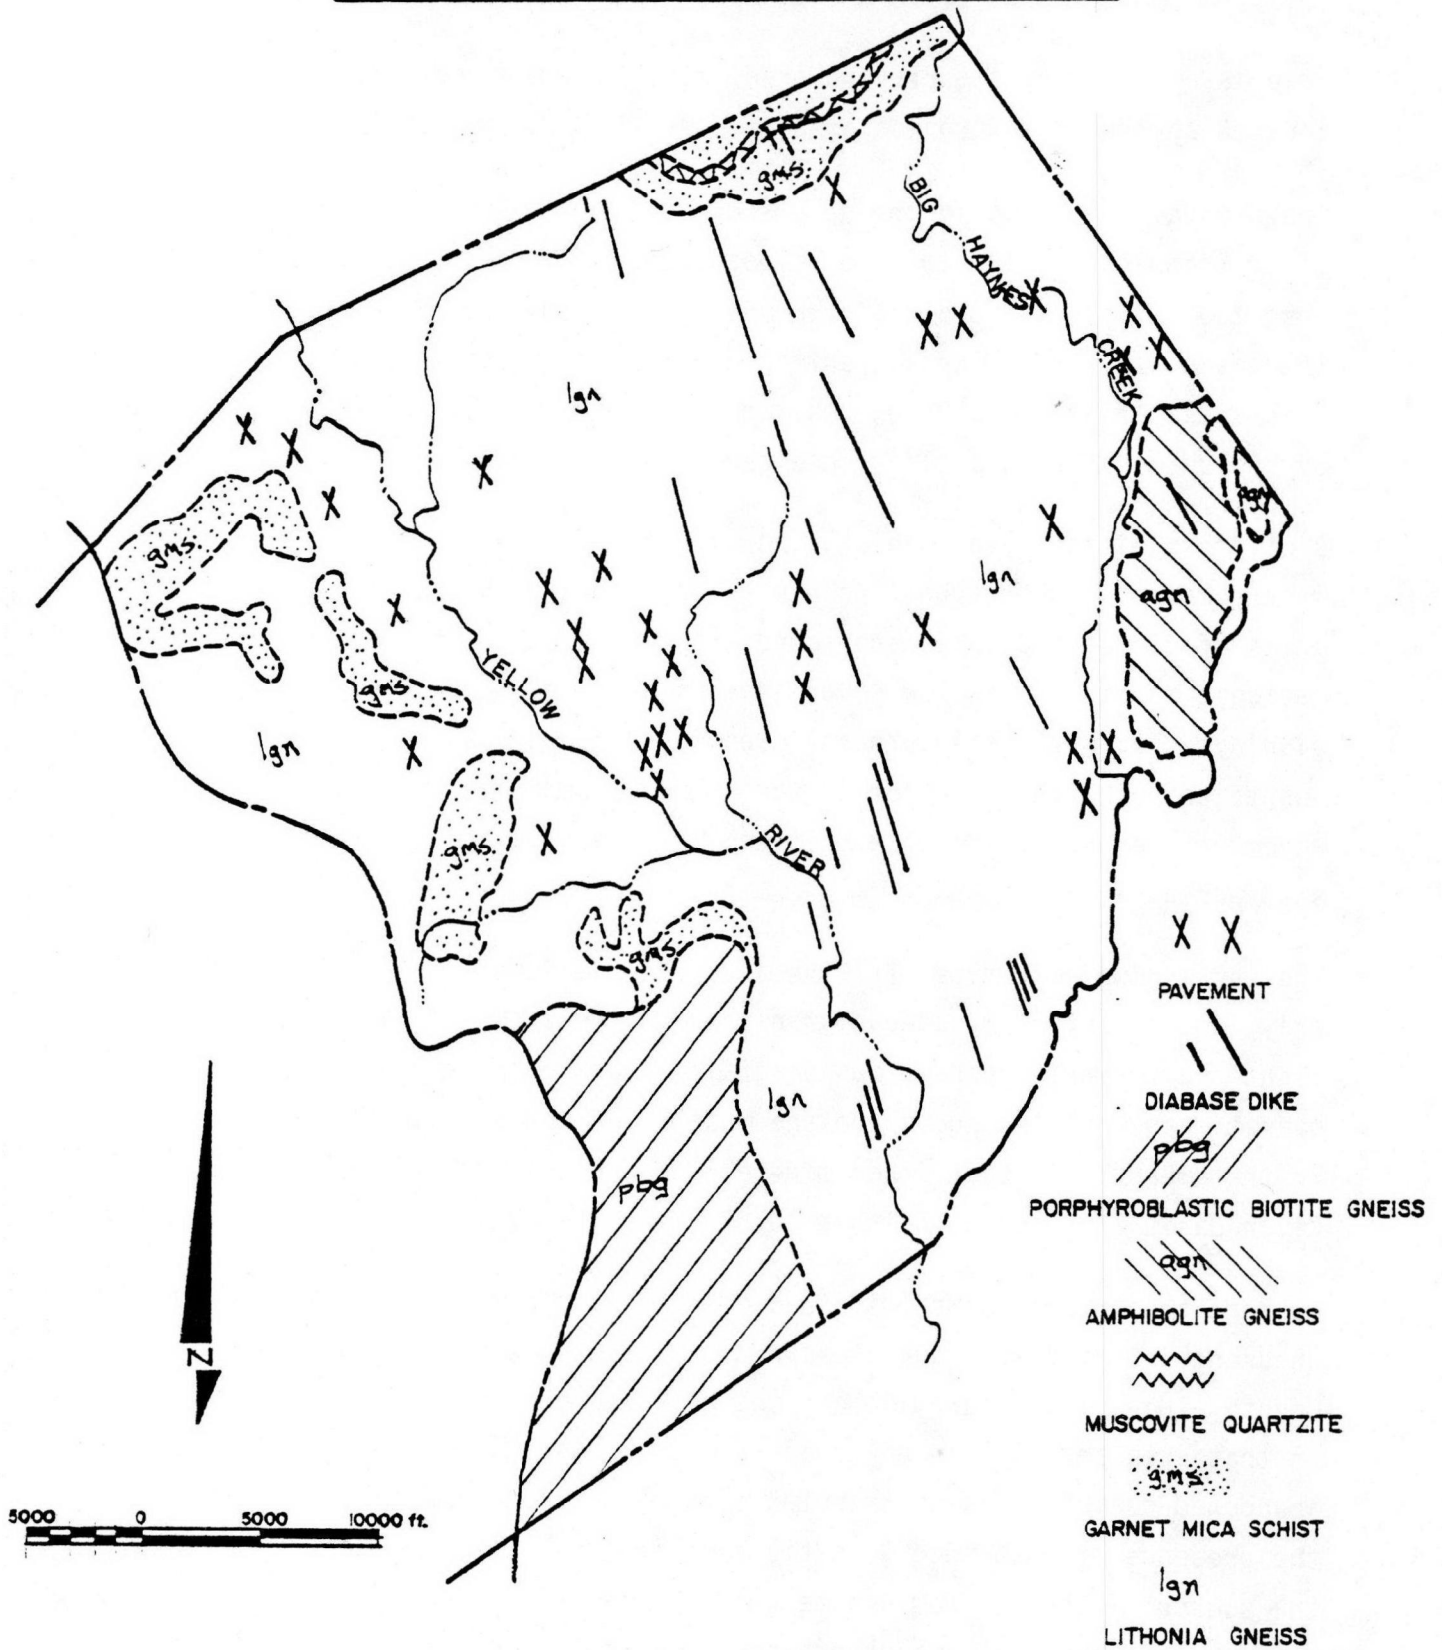 gms.
BIG
HAYNES
CREEK
lgn
gms.
agn
lgn
agn
gms
YELLOW
lgn
gms.
RIVER
gms
PAVEMENT
lgn
DIABASE DIKE
pbg
pbg
PORPHYROBLASTIC BIOTITE GNEISS
agn
AMPHIBOLITE GNEISS
N
MUSCOVITE QUARTZITE
gms
5000 0 5000 10000 ft.
GARNET MICA SCHIST
lgn
LITHONIA GNEISS